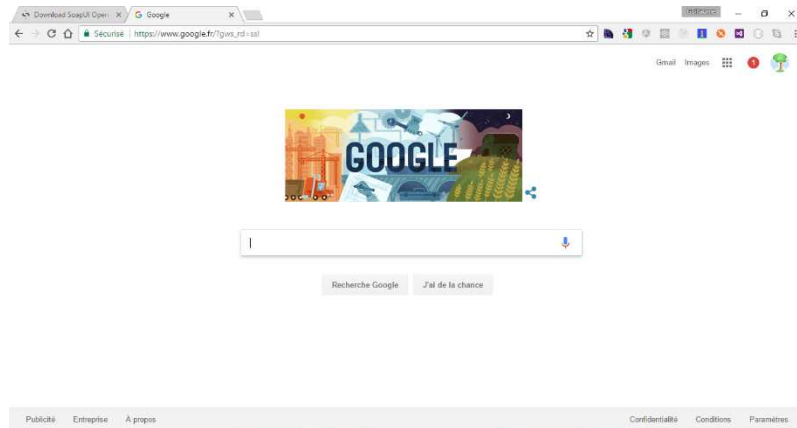 Download SoapUI Open
Google
Sécurisé
https://www.google.fr/?gws_rd=ssl
Gmail
Images
1
GOOGLE
Recherche Google
J'ai de la chance
Publicité
Entreprise
À propos
Confidentialité
Conditions
Paramètres